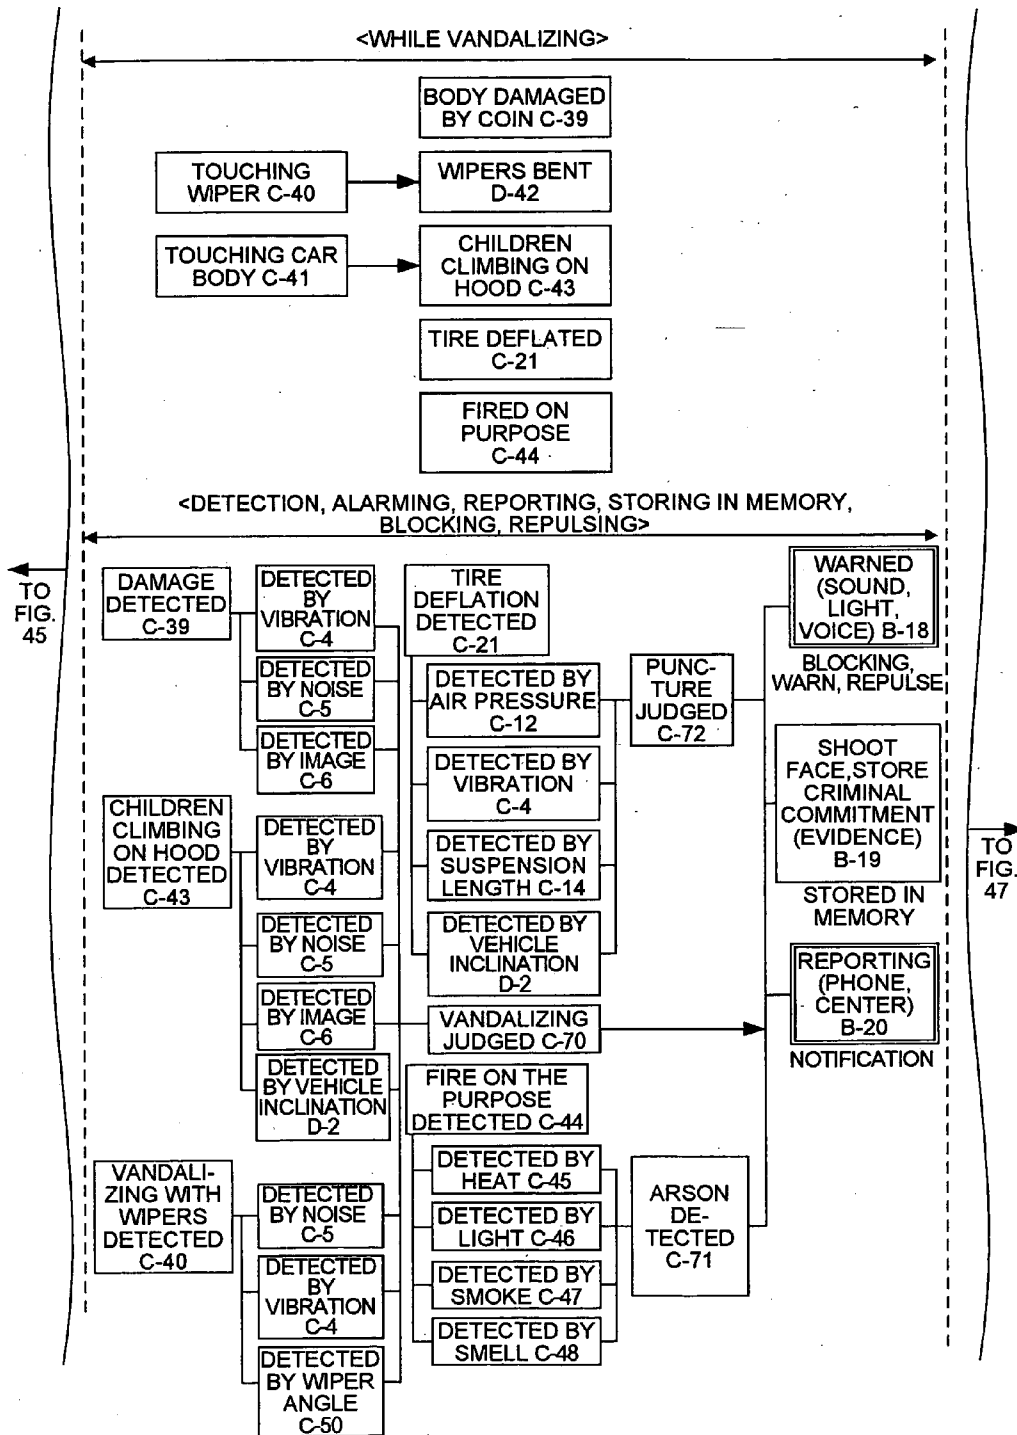 <WHILE VANDALIZING>
BODY DAMAGED
BY COIN C-39
TOUCHING
WIPER C-40
WIPERS BENT
D-42
TOUCHING CAR
BODY C-41
CHILDREN
CLIMBING ON
HOOD C-43
TIRE DEFLATED
C-21
FIRED ON
PURPOSE
C-44
<DETECTION, ALARMING, REPORTING, STORING IN MEMORY,
BLOCKING, REPULSING>
TO
FIG.
45
DAMAGE
DETECTED
C-39
DETECTED
BY
VIBRATION
C-4
DETECTED
BY NOISE
C-5
DETECTED
BY IMAGE
C-6
CHILDREN
CLIMBING
ON HOOD
DETECTED
C-43
DETECTED
BY
VIBRATION
C-4
DETECTED
BY NOISE
C-5
DETECTED
BY IMAGE
C-6
DETECTED
BY VEHICLE
INCLINATION
D-2
VANDALI-
ZING WITH
WIPERS
DETECTED
C-40
DETECTED
BY NOISE
C-5
DETECTED
BY
VIBRATION
C-4
DETECTED
BY WIPER
ANGLE
C-50
TIRE
DEFLATION
DETECTED
C-21
DETECTED BY
AIR PRESSURE
C-12
DETECTED BY
VIBRATION
C-4
DETECTED BY
SUSPENSION
LENGTH C-14
DETECTED BY
VEHICLE
INCLINATION
D-2
VANDALIZING
JUDGED C-70
FIRE ON THE
PURPOSE
DETECTED C-44
DETECTED BY
HEAT C-45
DETECTED BY
LIGHT C-46
DETECTED BY
SMOKE C-47
DETECTED BY
SMELL C-48
PUNC-
TURE
JUDGED
C-72
ARSON
DE-
TECTED
C-71
WARNED
(SOUND,
LIGHT,
VOICE) B-18
BLOCKING,
WARN, REPULSE
SHOOT
FACE,STORE
CRIMINAL
COMMITMENT
(EVIDENCE)
B-19
STORED IN
MEMORY
REPORTING
(PHONE,
CENTER)
B-20
NOTIFICATION
TO
FIG.
47